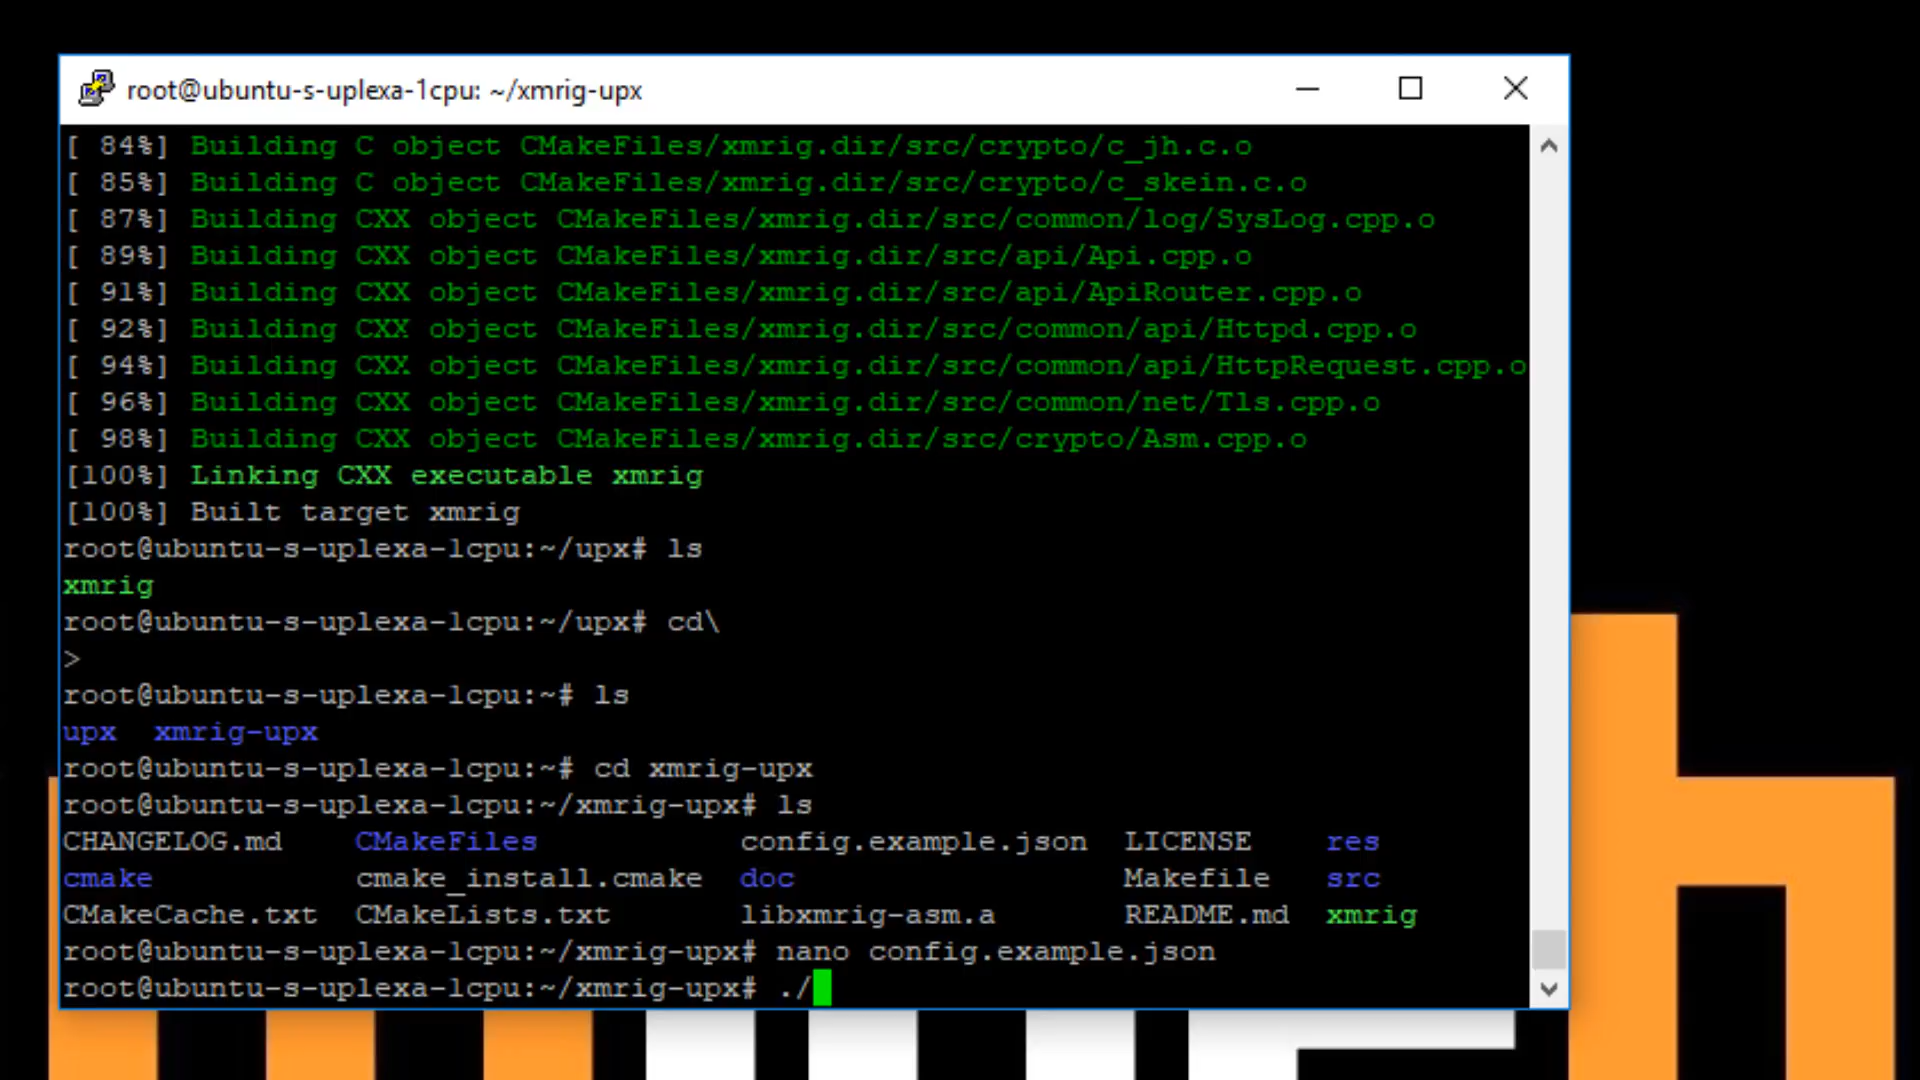 root@ubuntu-s-uplexa-1cpu: ~/xmrig-upx
[ 84%] Building C object CMakeFiles/xmrig.dir/src/crypto/c_jh.c.o
[ 85%] Building C object CMakeFiles/xmrig.dir/src/crypto/c_skein.c.o
[ 87%] Building CXX object CMakeFiles/xmrig.dir/src/common/log/SysLog.cpp.o
[ 89%] Building CXX object CMakeFiles/xmrig.dir/src/api/Api.cpp.o
[ 91%] Building CXX object CMakeFiles/xmrig.dir/src/api/ApiRouter.cpp.o
[ 92%] Building CXX object CMakeFiles/xmrig.dir/src/common/api/Httpd.cpp.o
[ 94%] Building CXX object CMakeFiles/xmrig.dir/src/common/api/HttpRequest.cpp.o
[ 96%] Building CXX object CMakeFiles/xmrig.dir/src/common/net/Tls.cpp.o
[ 98%] Building CXX object CMakeFiles/xmrig.dir/src/crypto/Asm.cpp.o
[100%] Linking CXX executable xmrig
[100%] Built target xmrig
root@ubuntu-s-uplexa-1cpu:~/upx# ls
xmrig
root@ubuntu-s-uplexa-1cpu:~/upx# cd\
>
root@ubuntu-s-uplexa-1cpu:~# ls
upx  xmrig-upx
root@ubuntu-s-uplexa-1cpu:~# cd xmrig-upx
root@ubuntu-s-uplexa-1cpu:~/xmrig-upx# ls
CHANGELOG.md    CMakeFiles           config.example.json  LICENSE    res
cmake           cmake_install.cmake  doc                  Makefile   src
CMakeCache.txt  CMakeLists.txt       libxmrig-asm.a       README.md  xmrig
root@ubuntu-s-uplexa-1cpu:~/xmrig-upx# nano config.example.json
root@ubuntu-s-uplexa-1cpu:~/xmrig-upx# ./